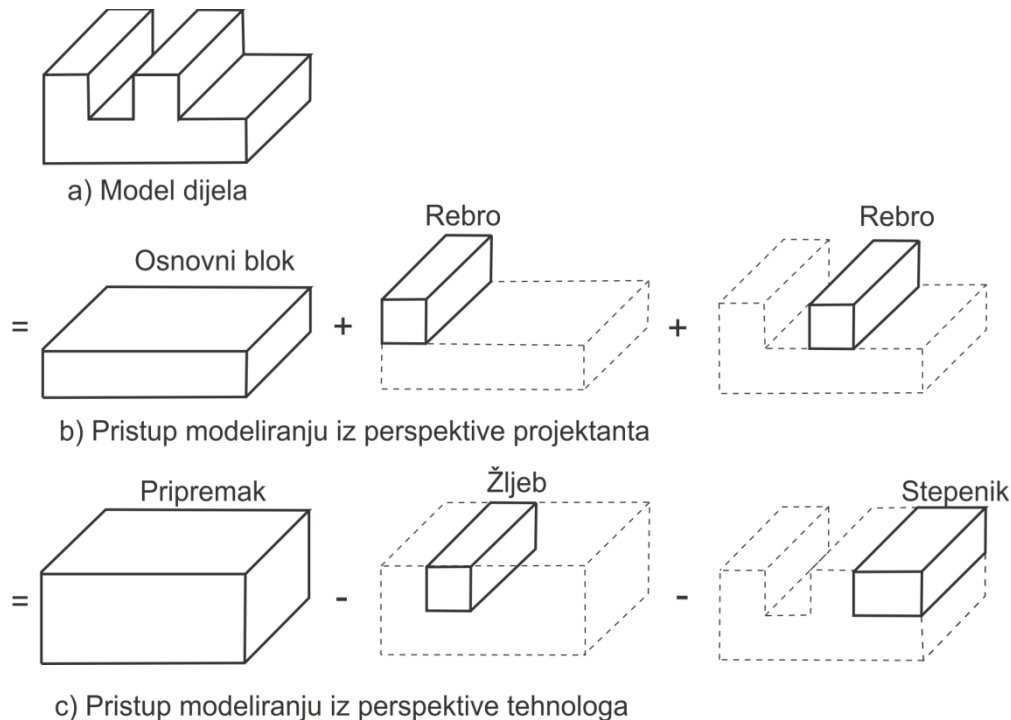 a) Model dijela
Rebro
Rebro
Osnovni blok
=
+
+
b) Pristup modeliranju iz perspektive projektanta
Pripremak
Žljeb
Stepenik
=
-
-
c) Pristup modeliranju iz perspektive tehnologa